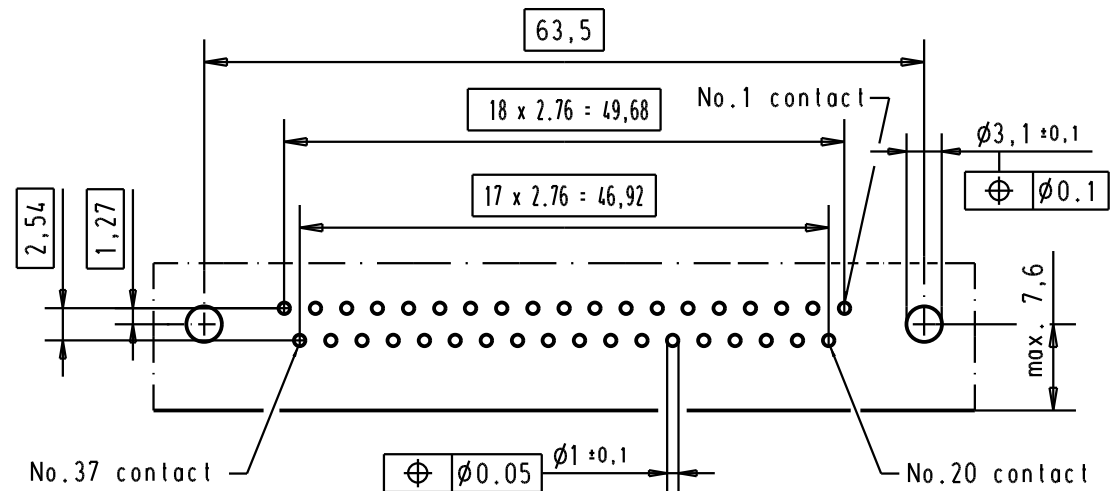 63,5
18 x 2.76 = 49,68
No.1 contact
Ø3,1 ±0,1
⌖ Ø0.1
17 x 2.76 = 46,92
2,54
1,27
max. 7,6
No.37 contact
⌖ Ø0.05
Ø1 ±0,1
No.20 contact